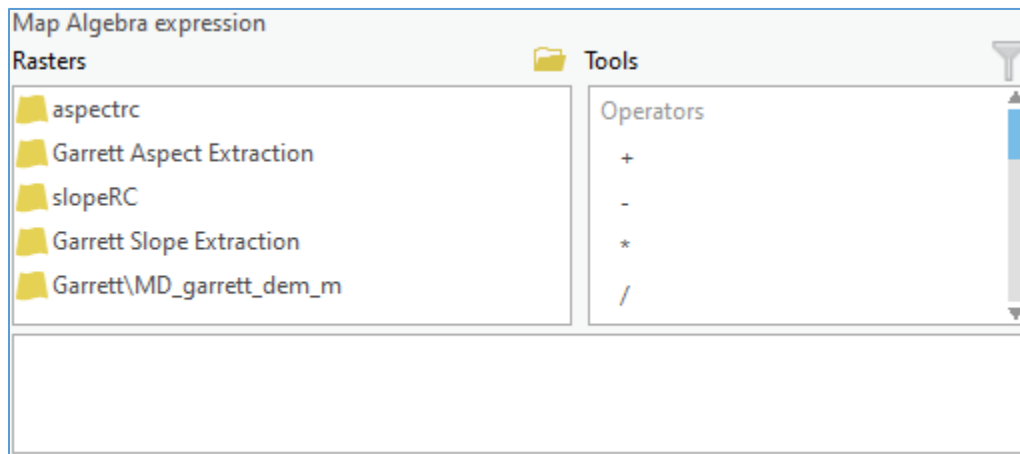 Map Algebra expression
Rasters
Tools
aspectrc
Garrett Aspect Extraction
slopeRC
Garrett Slope Extraction
Garrett\MD_garrett_dem_m
Operators
+
-
*
/